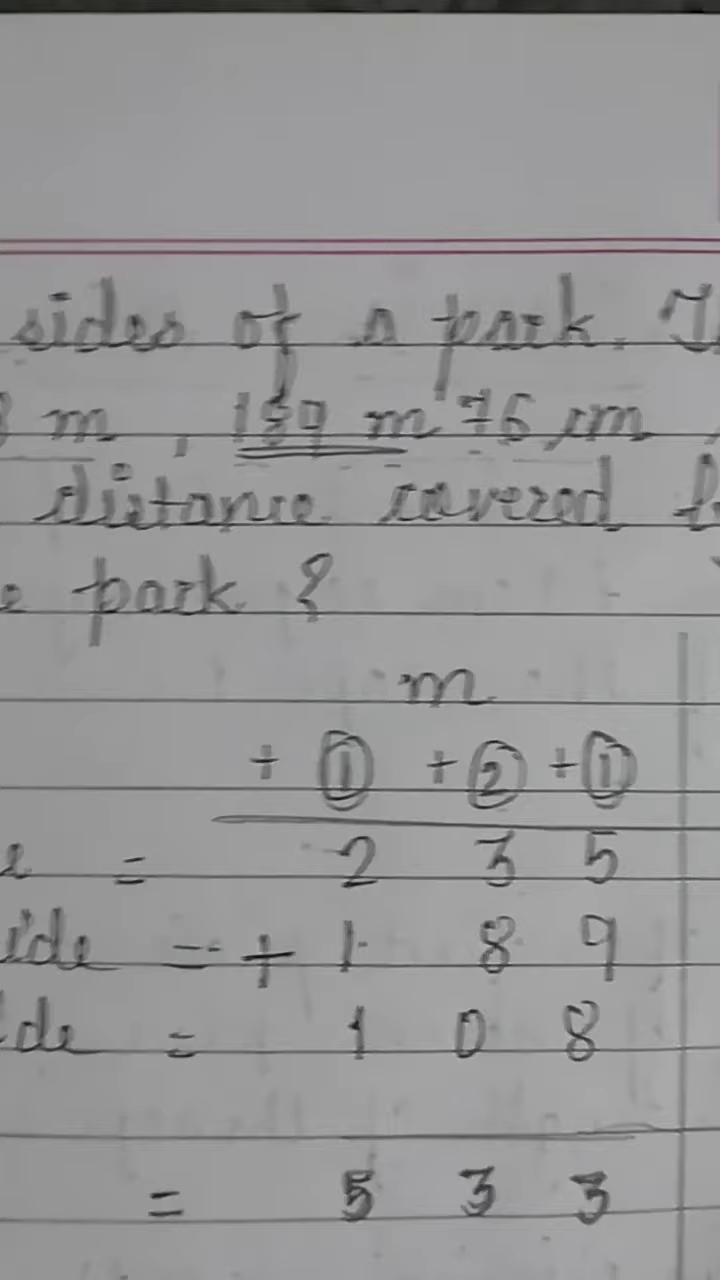 sides of a park.
m, 189 m 76 cm
distance covered
park ?
m
+ ① + ② + ①
= 2 3 5
ide = + 1 8 9
ide = 1 0 8
= 5 3 3